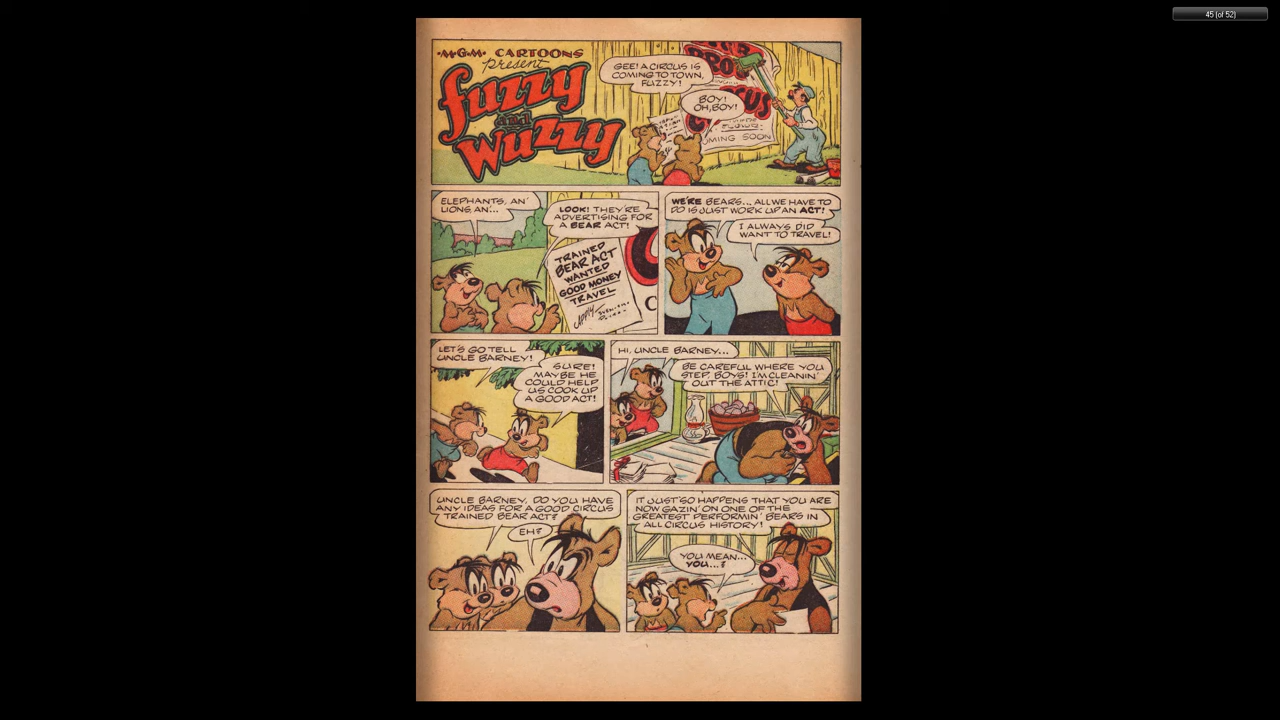 45 (of 52)
·M·G·M· CARTOONS
present
fuzzy
and
Wuzzy
GEE! A CIRCUS IS
COMING TO TOWN,
FUZZY!
BOY!
OH, BOY!
BRO
CUS
MING SOON
ELEPHANTS, AN'
LIONS, AN'...
LOOK! THEY'RE
ADVERTISING FOR
A BEAR ACT!
TRAINED
BEAR ACT
WANTED
GOOD MONEY
TRAVEL
APPLY
WE'RE BEARS... ALL WE HAVE TO
DO IS JUST WORK UP AN ACT!
I ALWAYS DID
WANT TO TRAVEL!
LET'S GO TELL
UNCLE BARNEY!
SURE!
MAYBE HE
COULD HELP
US COOK UP
A GOOD ACT!
HI, UNCLE BARNEY...
BE CAREFUL WHERE YOU
STEP, BOYS! I'M CLEANIN'
OUT THE ATTIC!
UNCLE BARNEY, DO YOU HAVE
ANY IDEAS FOR A GOOD CIRCUS
TRAINED BEAR ACT?
EH?
IT JUST SO HAPPENS THAT YOU ARE
NOW GAZIN' ON ONE OF THE
GREATEST PERFORMIN' BEARS IN
ALL CIRCUS HISTORY!
YOU MEAN...
YOU...?